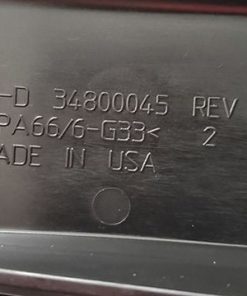 -D 34800045 REV
PA66/6-G33< 2
ADE IN USA